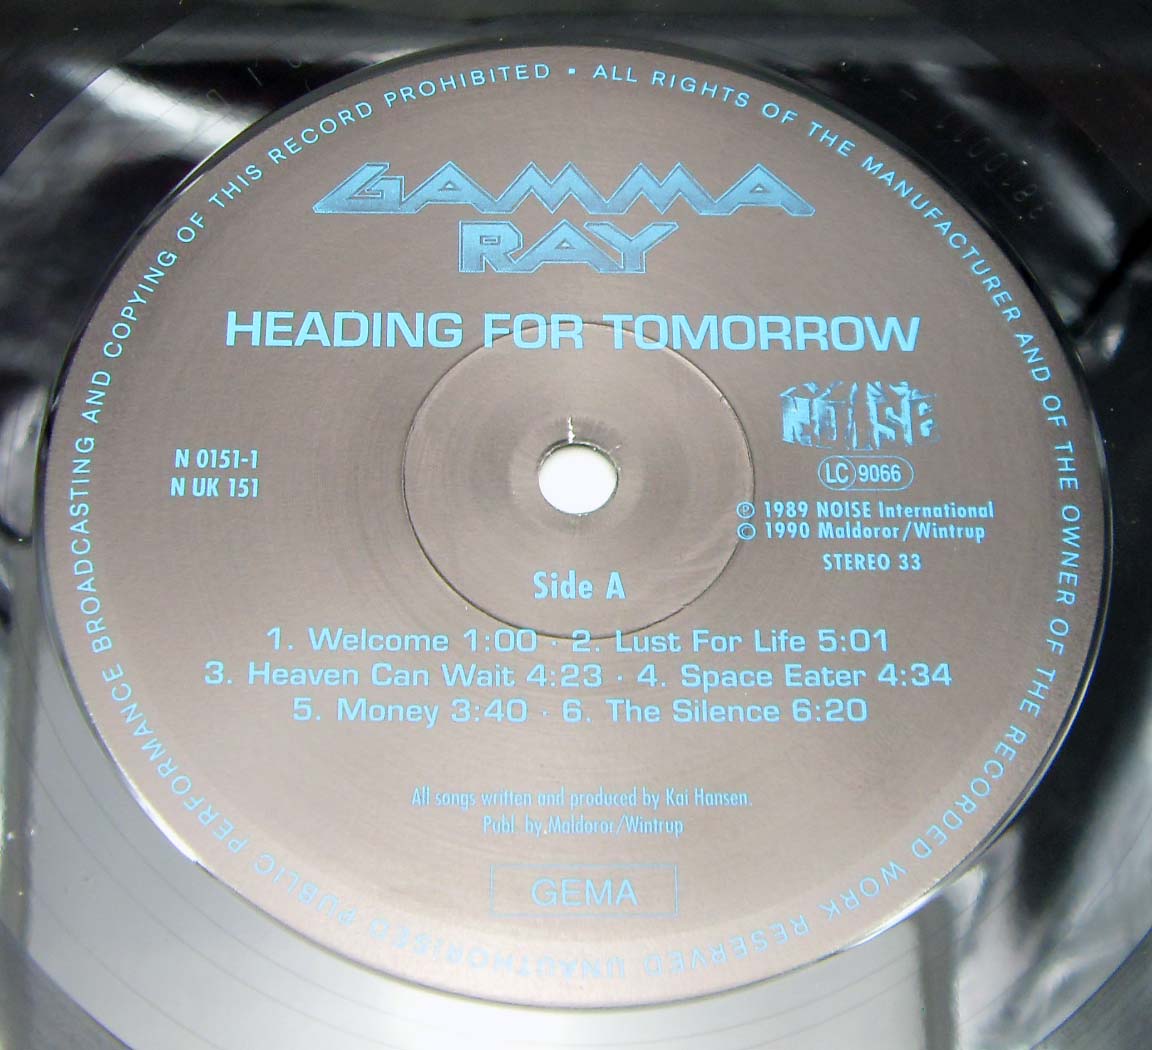 UNAUTHORISED PUBLIC PERFORMANCE BROADCASTING AND COPYING OF THIS RECORD PROHIBITED ▪ ALL RIGHTS OF THE MANUFACTURER AND OF THE OWNER OF THE RECORDED WORK RESERVED
GAMMA
RAY
HEADING FOR TOMORROW
NOISE
N 0151-1
N UK 151
LC 9066
℗ 1989 NOISE International
© 1990 Maldoror/Wintrup
STEREO 33
Side A
1. Welcome 1:00 · 2. Lust For Life 5:01
3. Heaven Can Wait 4:23 · 4. Space Eater 4:34
5. Money 3:40 · 6. The Silence 6:20
All songs written and produced by Kai Hansen.
Publ. by Maldoror/Wintrup
GEMA